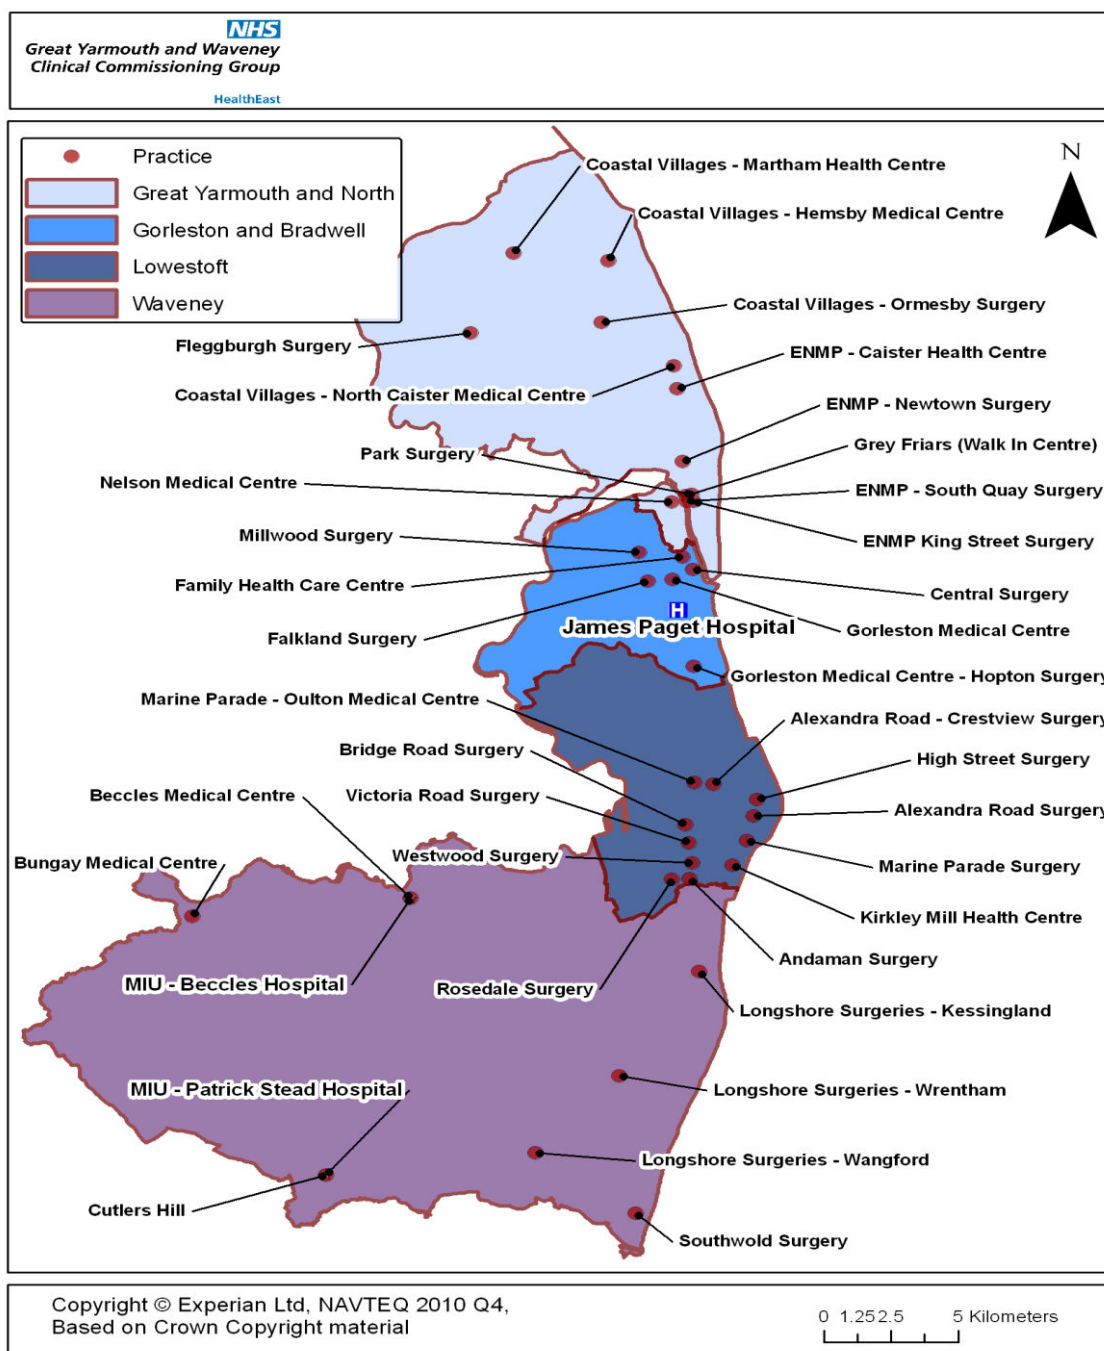 NHS
Great Yarmouth and Waveney
Clinical Commissioning Group
HealthEast
Practice
Great Yarmouth and North
Gorleston and Bradwell
Lowestoft
Waveney
N
Coastal Villages - Martham Health Centre
Coastal Villages - Hemsby Medical Centre
Coastal Villages - Ormesby Surgery
Fleggburgh Surgery
ENMP - Caister Health Centre
Coastal Villages - North Caister Medical Centre
ENMP - Newtown Surgery
Grey Friars (Walk In Centre)
Park Surgery
Nelson Medical Centre
ENMP - South Quay Surgery
Millwood Surgery
ENMP King Street Surgery
Family Health Care Centre
Central Surgery
H
James Paget Hospital
Falkland Surgery
Gorleston Medical Centre
Gorleston Medical Centre - Hopton Surgery
Marine Parade - Oulton Medical Centre
Alexandra Road - Crestview Surgery
Bridge Road Surgery
High Street Surgery
Beccles Medical Centre
Victoria Road Surgery
Alexandra Road Surgery
Bungay Medical Centre
Westwood Surgery
Marine Parade Surgery
Kirkley Mill Health Centre
Andaman Surgery
MIU - Beccles Hospital
Rosedale Surgery
Longshore Surgeries - Kessingland
MIU - Patrick Stead Hospital
Longshore Surgeries - Wrentham
Longshore Surgeries - Wangford
Cutlers Hill
Southwold Surgery
Copyright © Experian Ltd, NAVTEQ 2010 Q4,
Based on Crown Copyright material
0 1.25 2.5 5 Kilometers